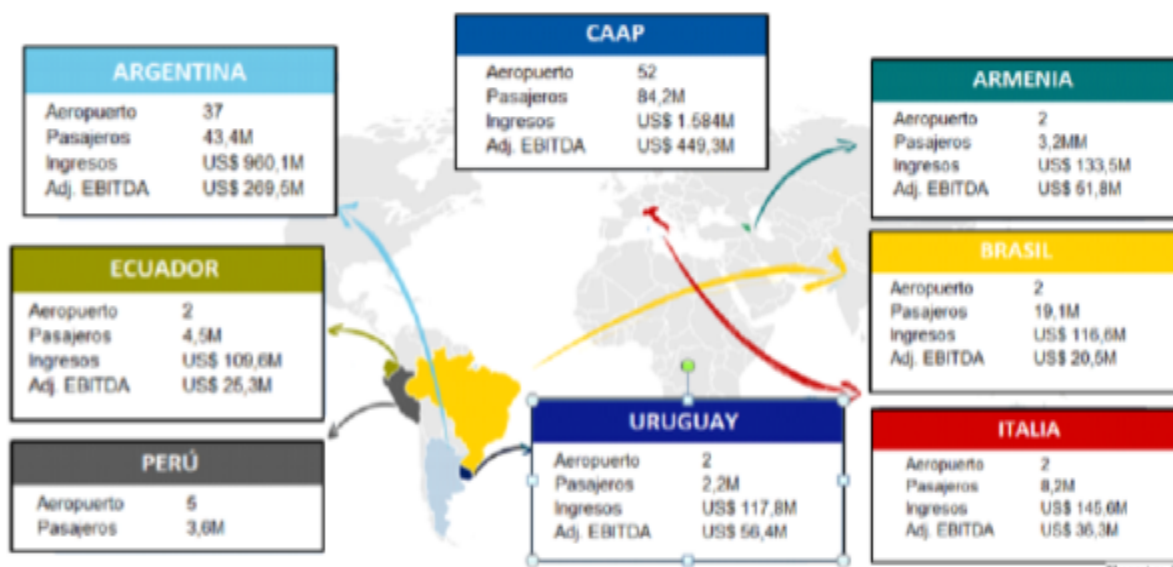 CAAP
Aeropuerto 52
Pasajeros 84,2M
Ingresos US$ 1.584M
Adj. EBITDA US$ 449,3M
ARGENTINA
Aeropuerto 37
Pasajeros 43,4M
Ingresos US$ 960,1M
Adj. EBITDA US$ 269,5M
ARMENIA
Aeropuerto 2
Pasajeros 3,2MM
Ingresos US$ 133,5M
Adj. EBITDA US$ 51,8M
ECUADOR
Aeropuerto 2
Pasajeros 4,5M
Ingresos US$ 109,6M
Adj. EBITDA US$ 25,3M
BRASIL
Aeropuerto 2
Pasajeros 19,1M
Ingresos US$ 116,6M
Adj. EBITDA US$ 20,5M
PERÚ
Aeropuerto 5
Pasajeros 3,6M
URUGUAY
Aeropuerto 2
Pasajeros 2,2M
Ingresos US$ 117,8M
Adj. EBITDA US$ 56,4M
ITALIA
Aeropuerto 2
Pasajeros 8,2M
Ingresos US$ 145,6M
Adj. EBITDA US$ 36,3M